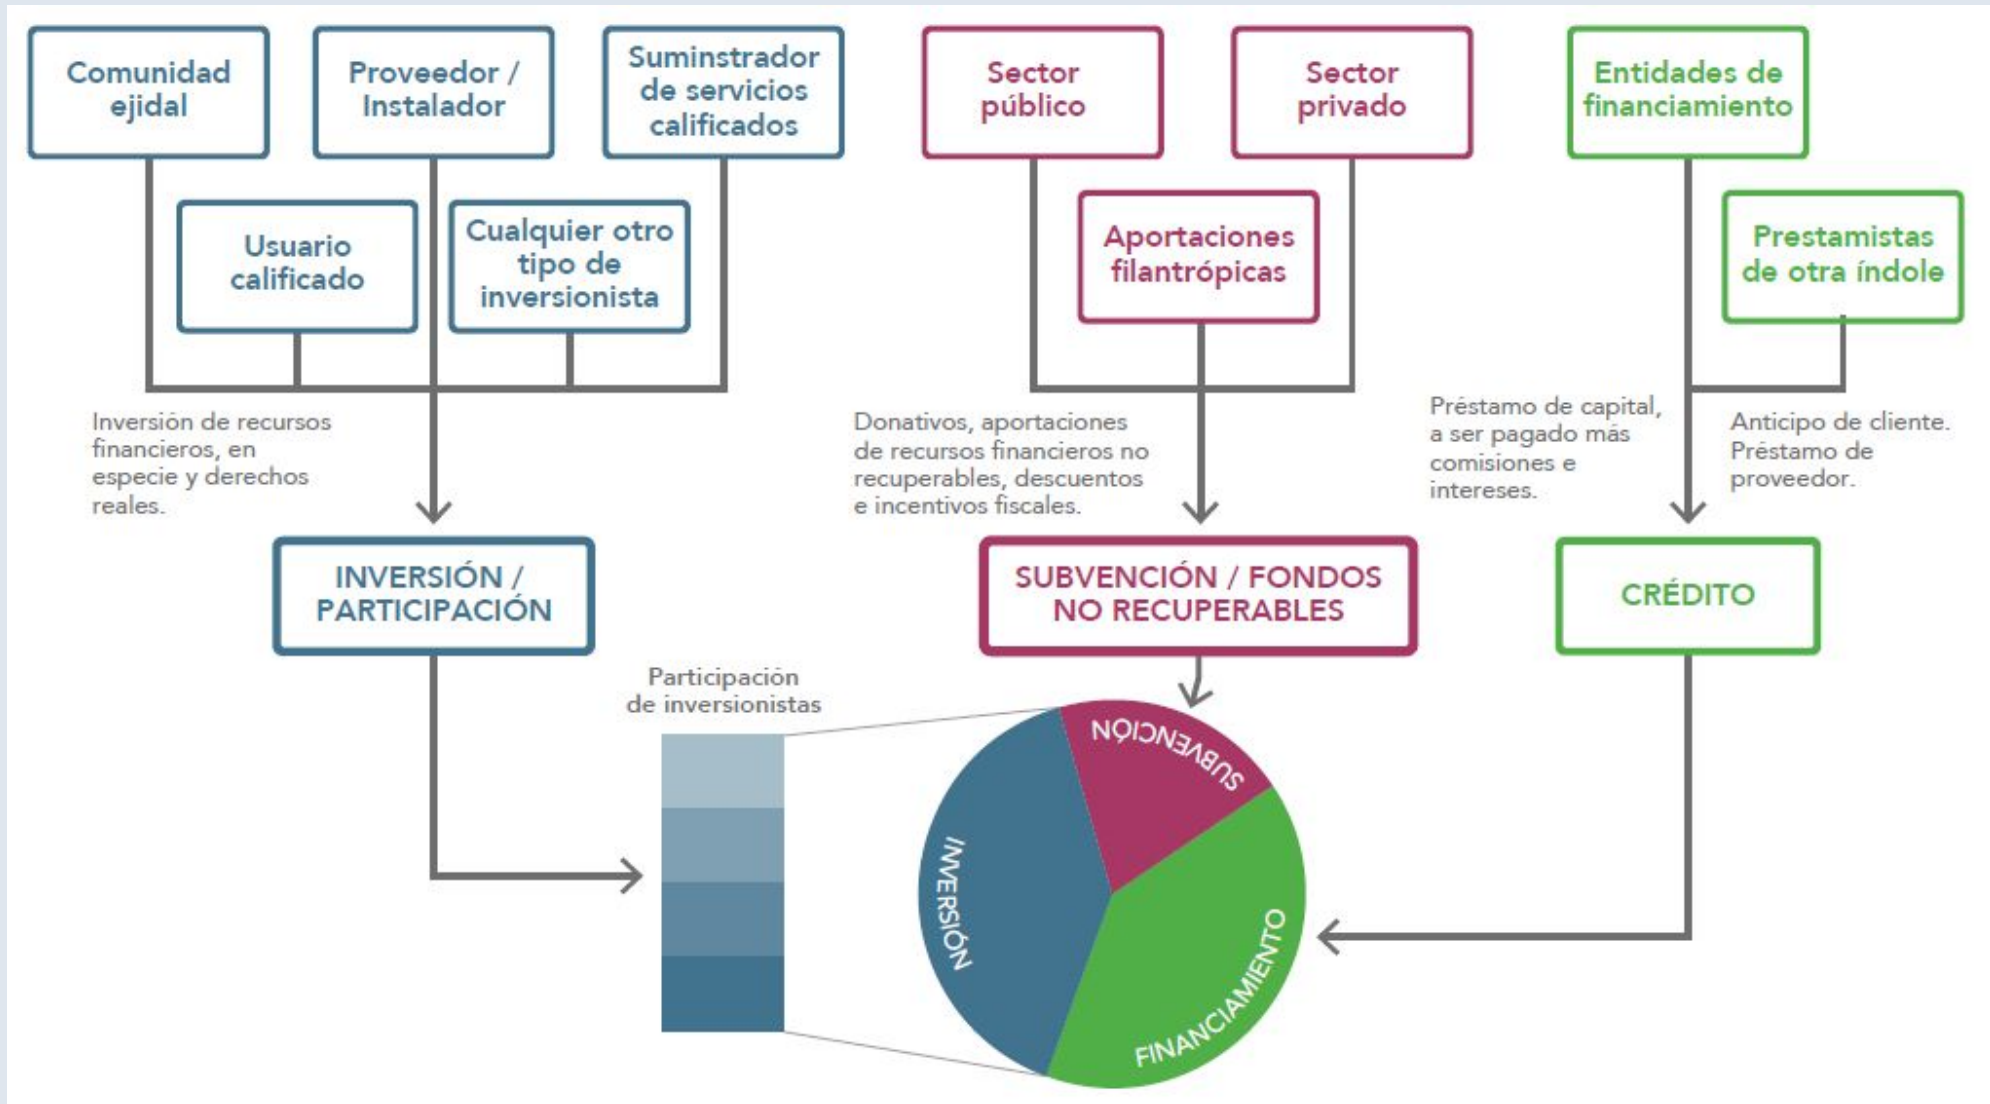 Comunidad
ejidal
Proveedor /
Instalador
Suminstrador
de servicios
calificados
Sector
público
Sector
privado
Entidades de
financiamiento
Usuario
calificado
Cualquier otro
tipo de
inversionista
Aportaciones
filantrópicas
Prestamistas
de otra índole
Inversión de recursos
financieros, en
especie y derechos
reales.
Donativos, aportaciones
de recursos financieros no
recuperables, descuentos
e incentivos fiscales.
Préstamo de capital,
a ser pagado más
comisiones e
intereses.
Anticipo de cliente.
Préstamo de
proveedor.
INVERSIÓN /
PARTICIPACIÓN
SUBVENCIÓN / FONDOS
NO RECUPERABLES
CRÉDITO
Participación
de inversionistas
SUBVENCIÓN
INVERSIÓN
FINANCIAMIENTO